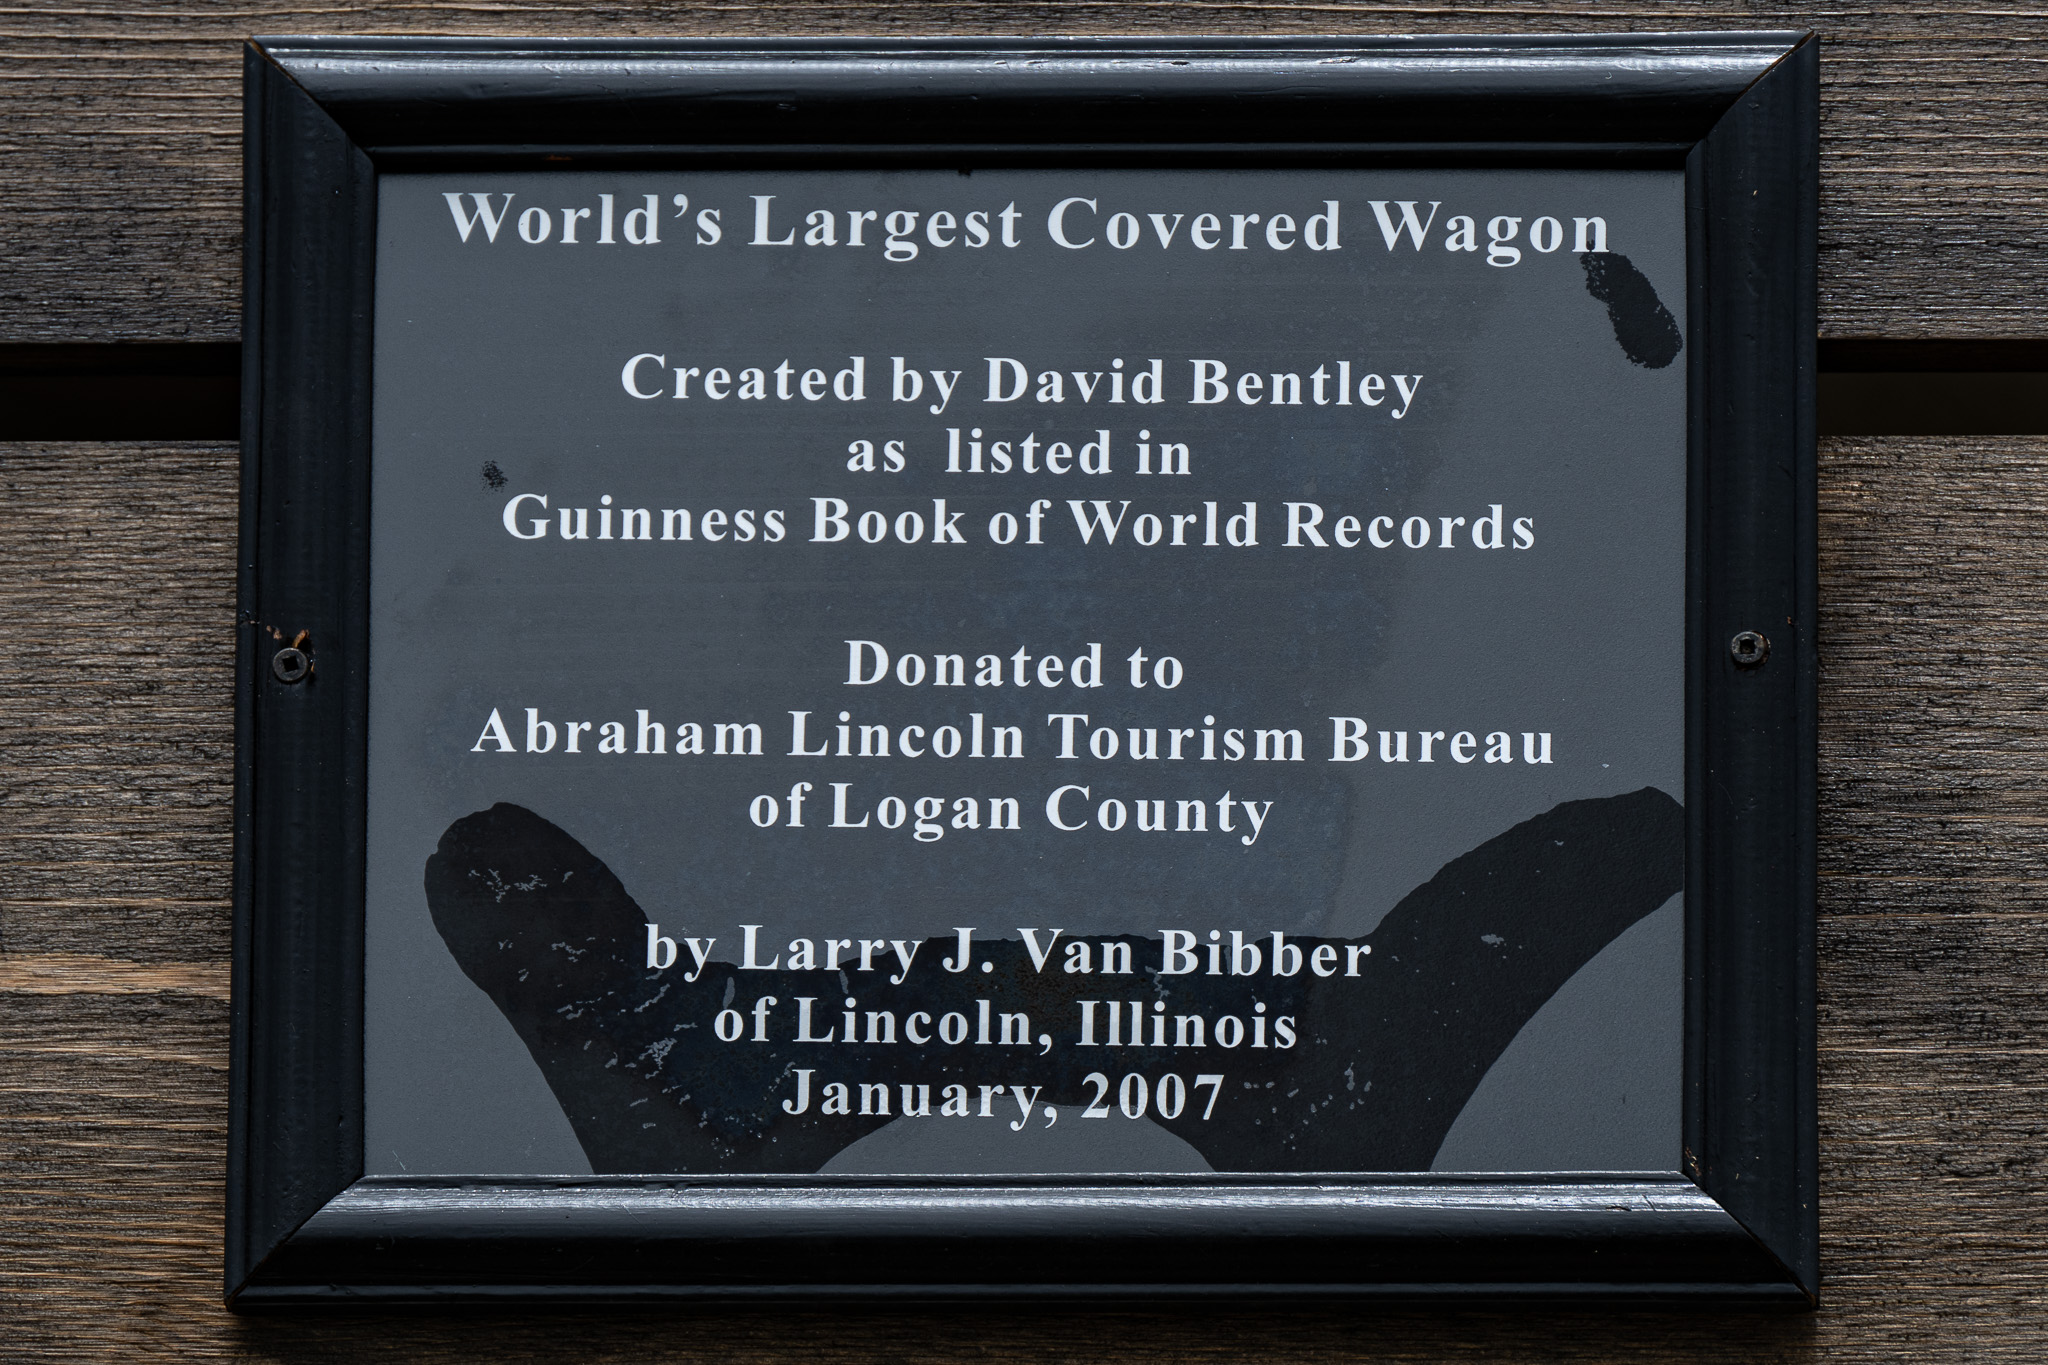 World's Largest Covered Wagon
Created by David Bentley
as listed in
Guinness Book of World Records
Donated to
Abraham Lincoln Tourism Bureau
of Logan County
by Larry J. Van Bibber
of Lincoln, Illinois
January, 2007